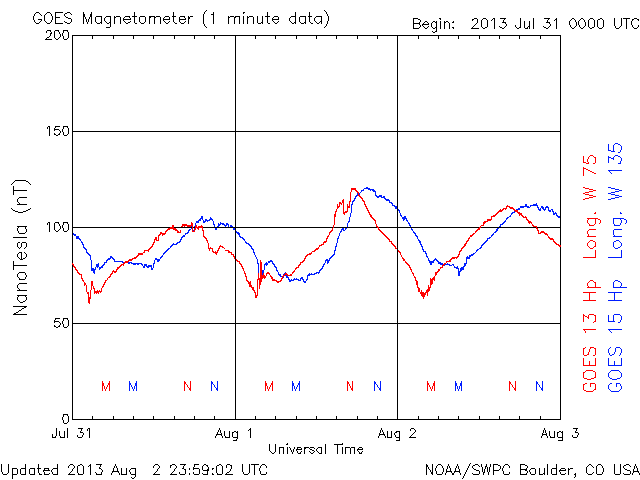 GOES Magnetometer (1 minute data)
Begin: 2013 Jul 31 0000 UTC
200
150
100
50
0
NanoTesla (nT)
M M N N M M N N M M N N
Jul 31 Aug 1 Aug 2 Aug 3
Universal Time
GOES 13 Hp Long. W 75
GOES 15 Hp Long. W 135
Updated 2013 Aug 2 23:59:02 UTC
NOAA/SWPC Boulder, CO USA